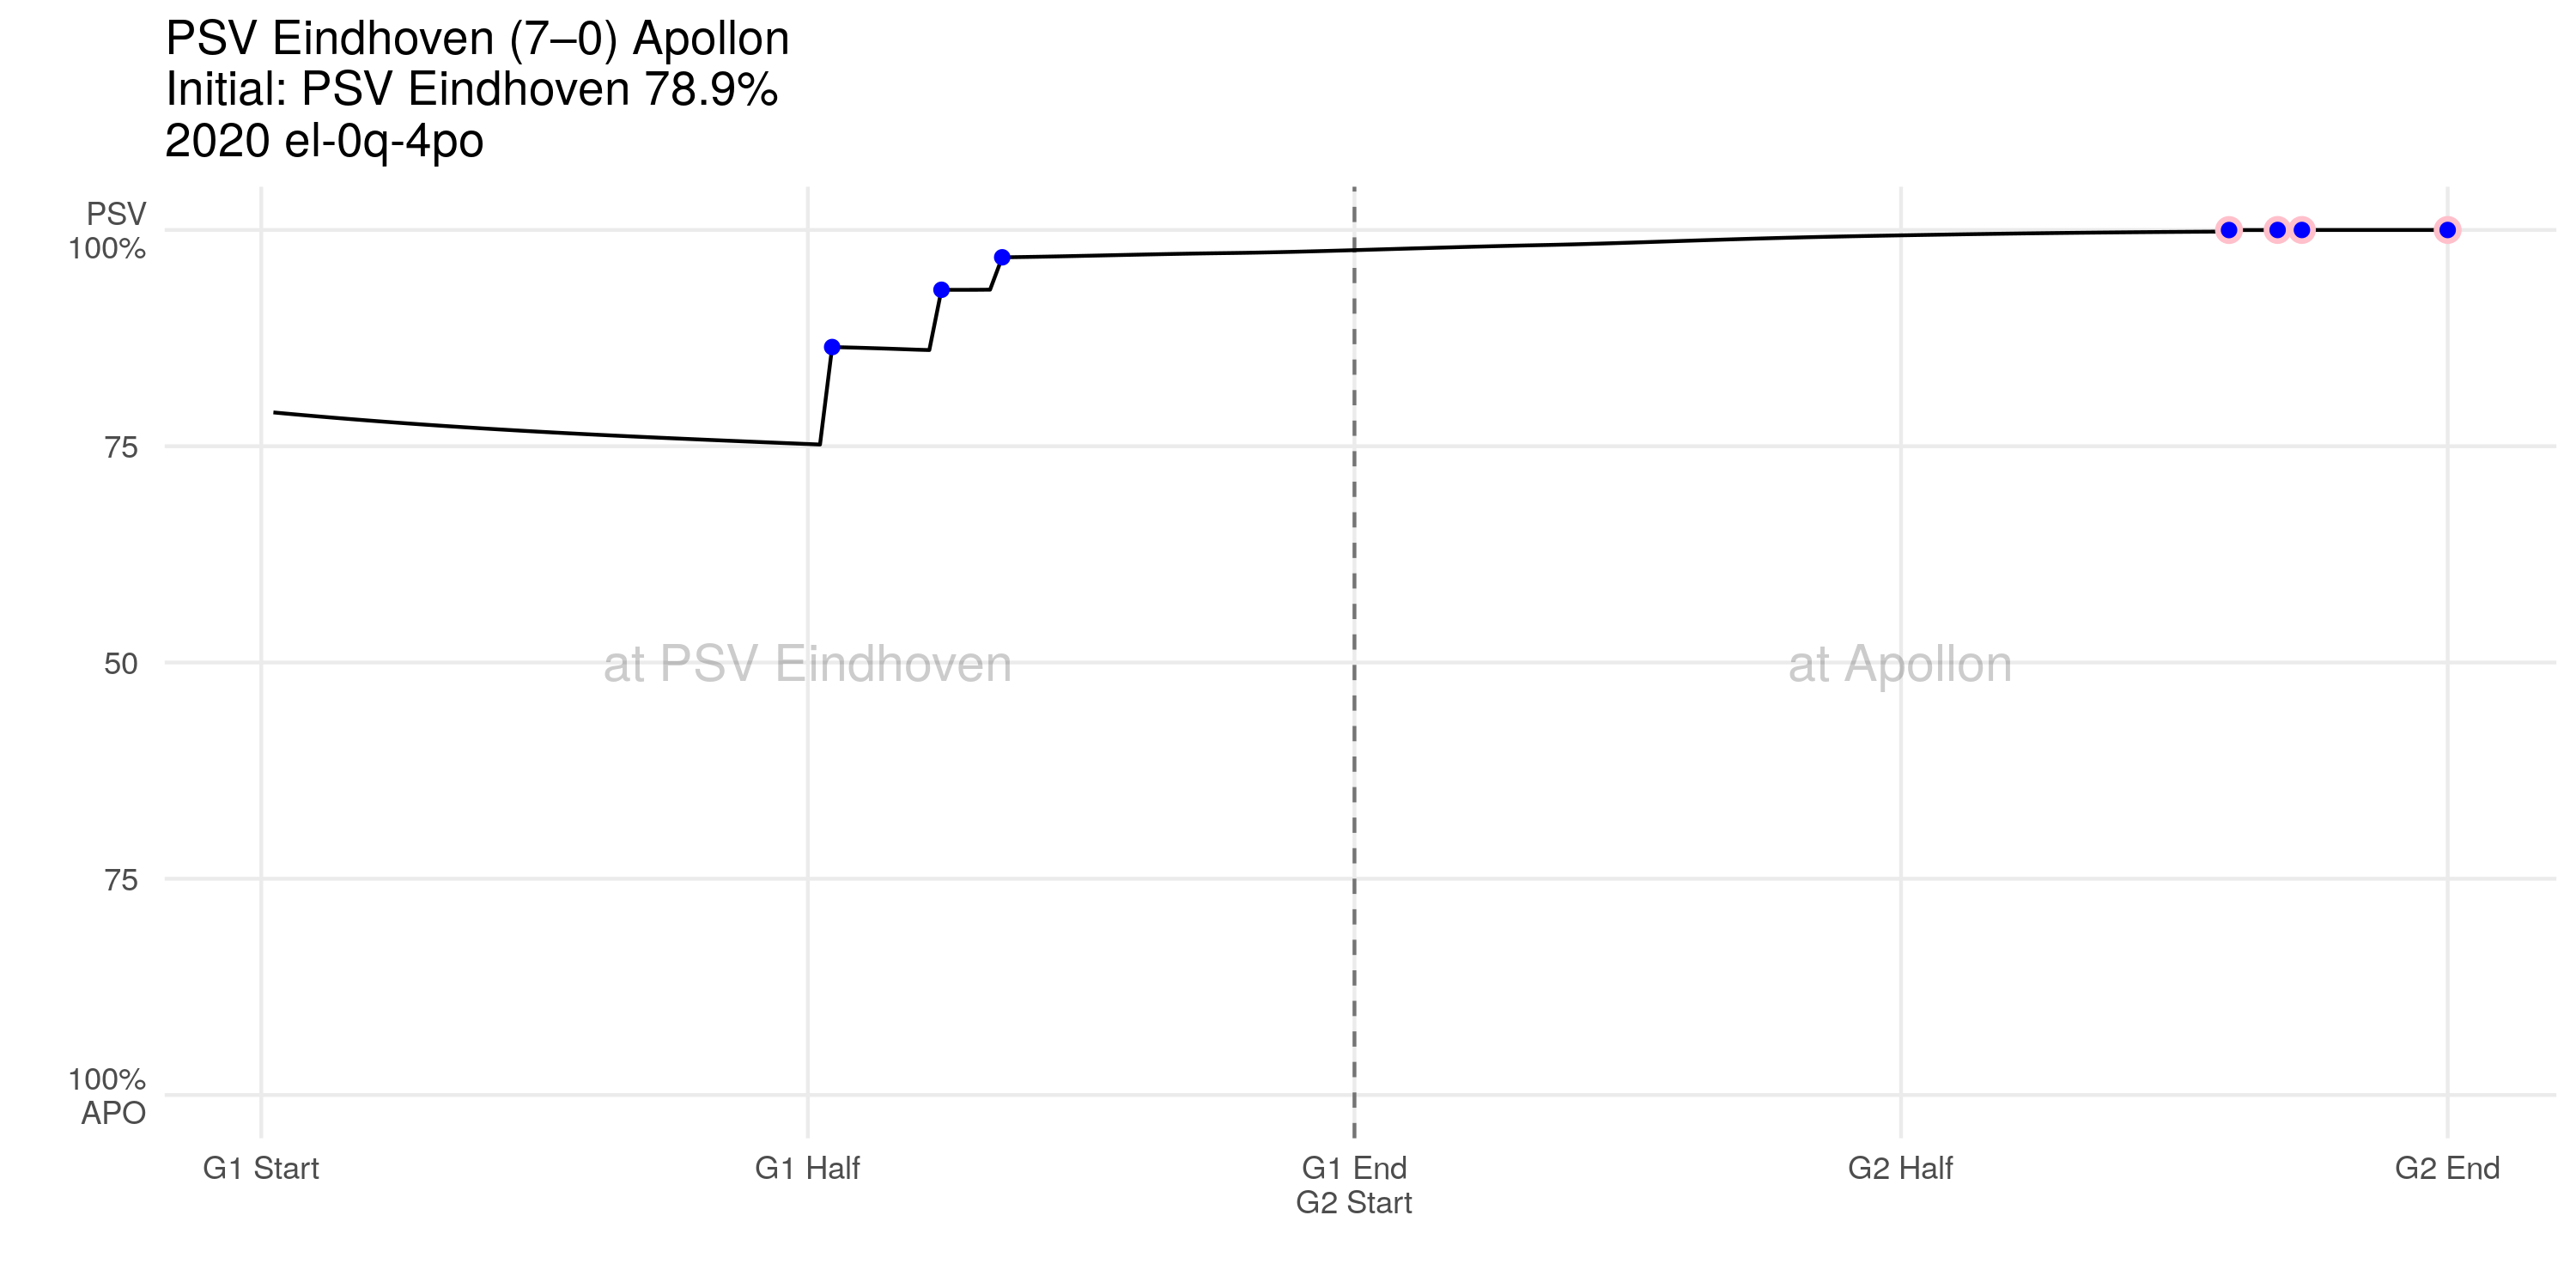 PSV Eindhoven (7–0) Apollon
Initial: PSV Eindhoven 78.9%
2020 el-0q-4po
PSV
100%
75
50
75
100%
APO
at PSV Eindhoven
at Apollon
G1 Start
G1 Half
G1 End
G2 Start
G2 Half
G2 End